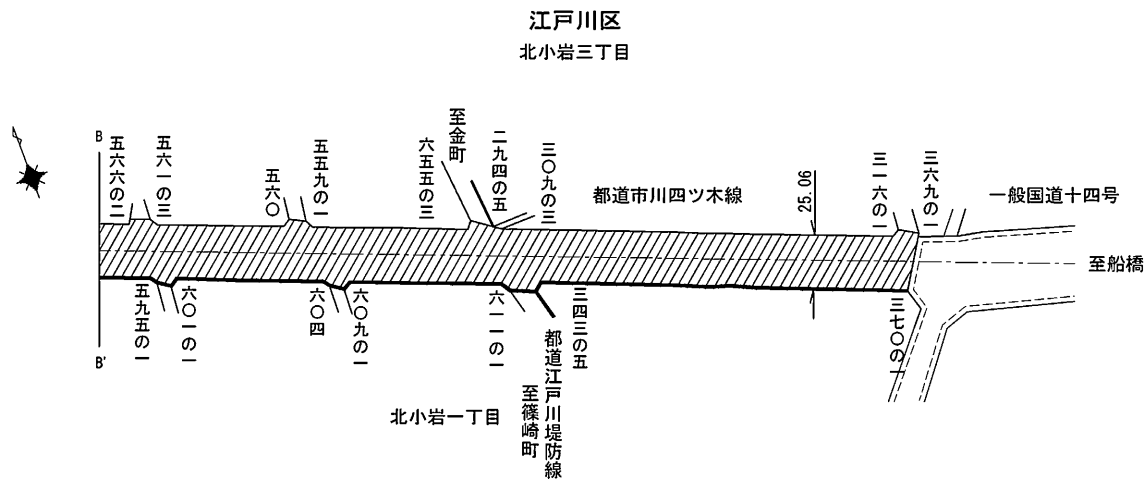 江戸川区
北小岩三丁目
B
五六六の二
五六一の三
五六〇
五五九の一
六五五の三
至金町
二九四の五
三〇九の三
都道市川四ツ木線
25.06
三一六の一
三六九の一
一般国道十四号
至船橋
B'
五九五の一
六〇一の一
六〇四
六〇九の一
六一一の一
至篠崎町
都道江戸川堤防線
三四三の五
三七〇の一
北小岩一丁目